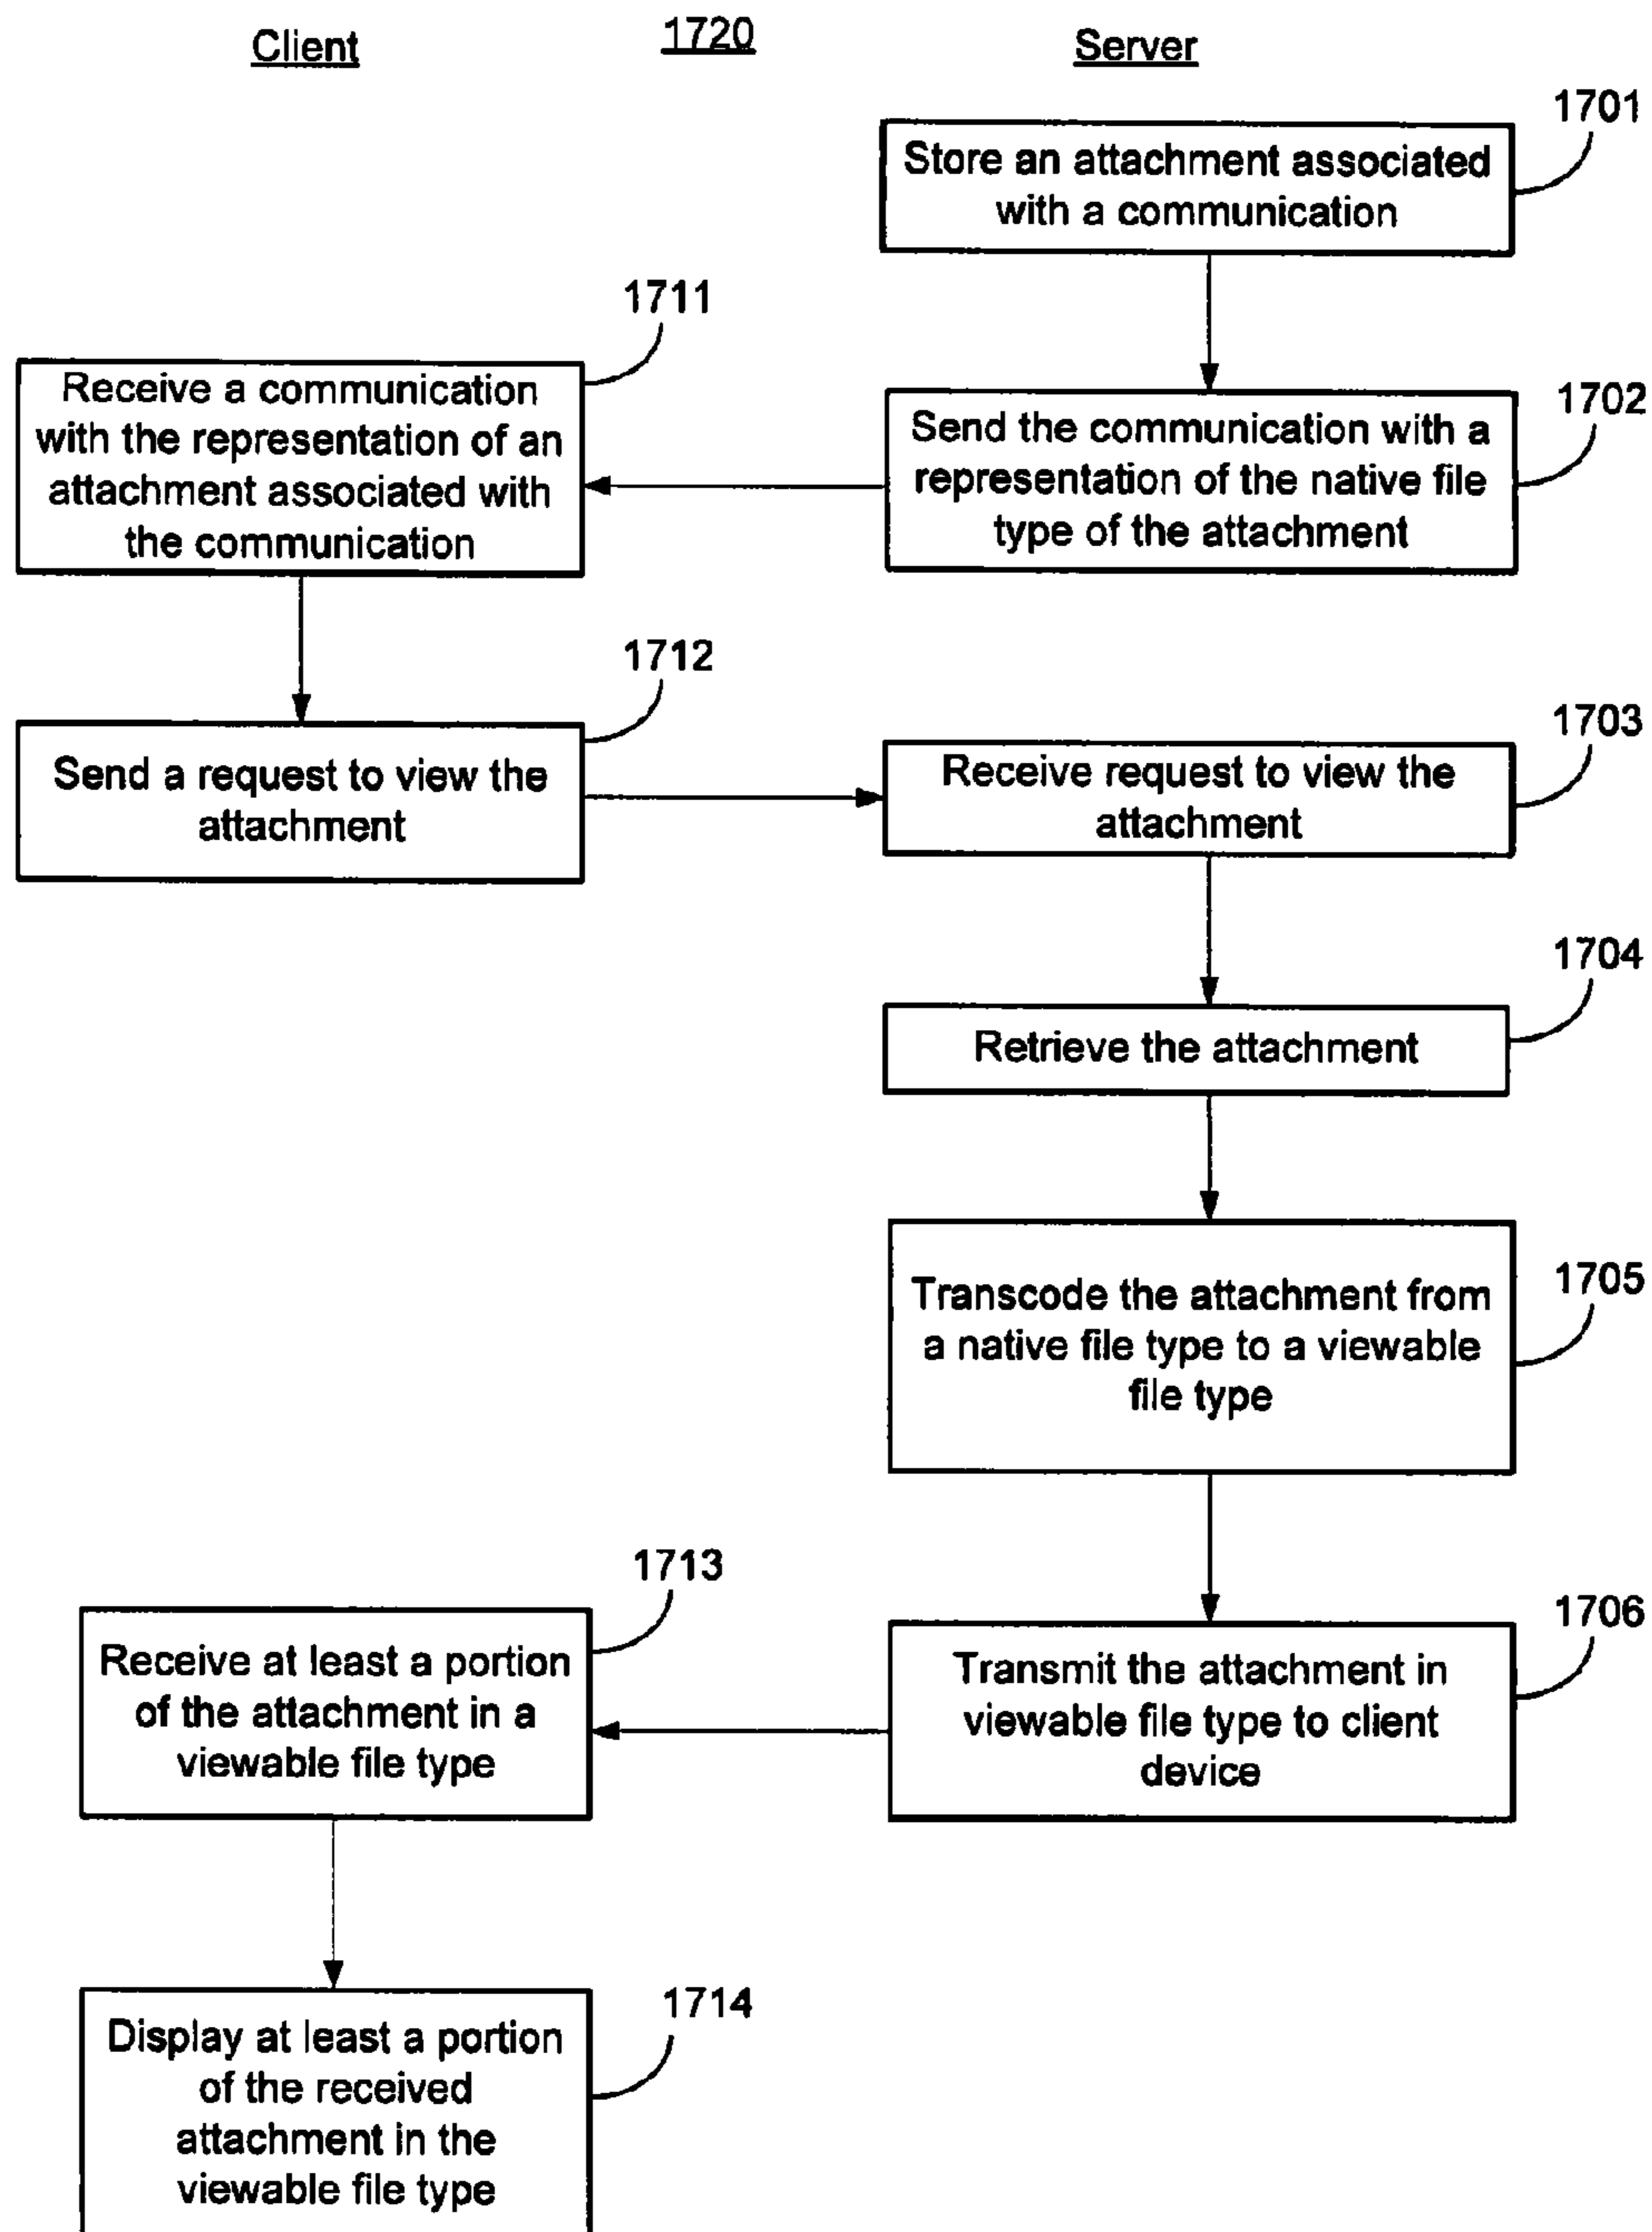 Client
1720
Server
1701
Store an attachment associated
with a communication
1711
Receive a communication
with the representation of an
attachment associated with
the communication
1702
Send the communication with a
representation of the native file
type of the attachment
1712
Send a request to view the
attachment
1703
Receive request to view the
attachment
1704
Retrieve the attachment
1705
Transcode the attachment from
a native file type to a viewable
file type
1713
Receive at least a portion
of the attachment in a
viewable file type
1706
Transmit the attachment in
viewable file type to client
device
1714
Display at least a portion
of the received
attachment in the
viewable file type